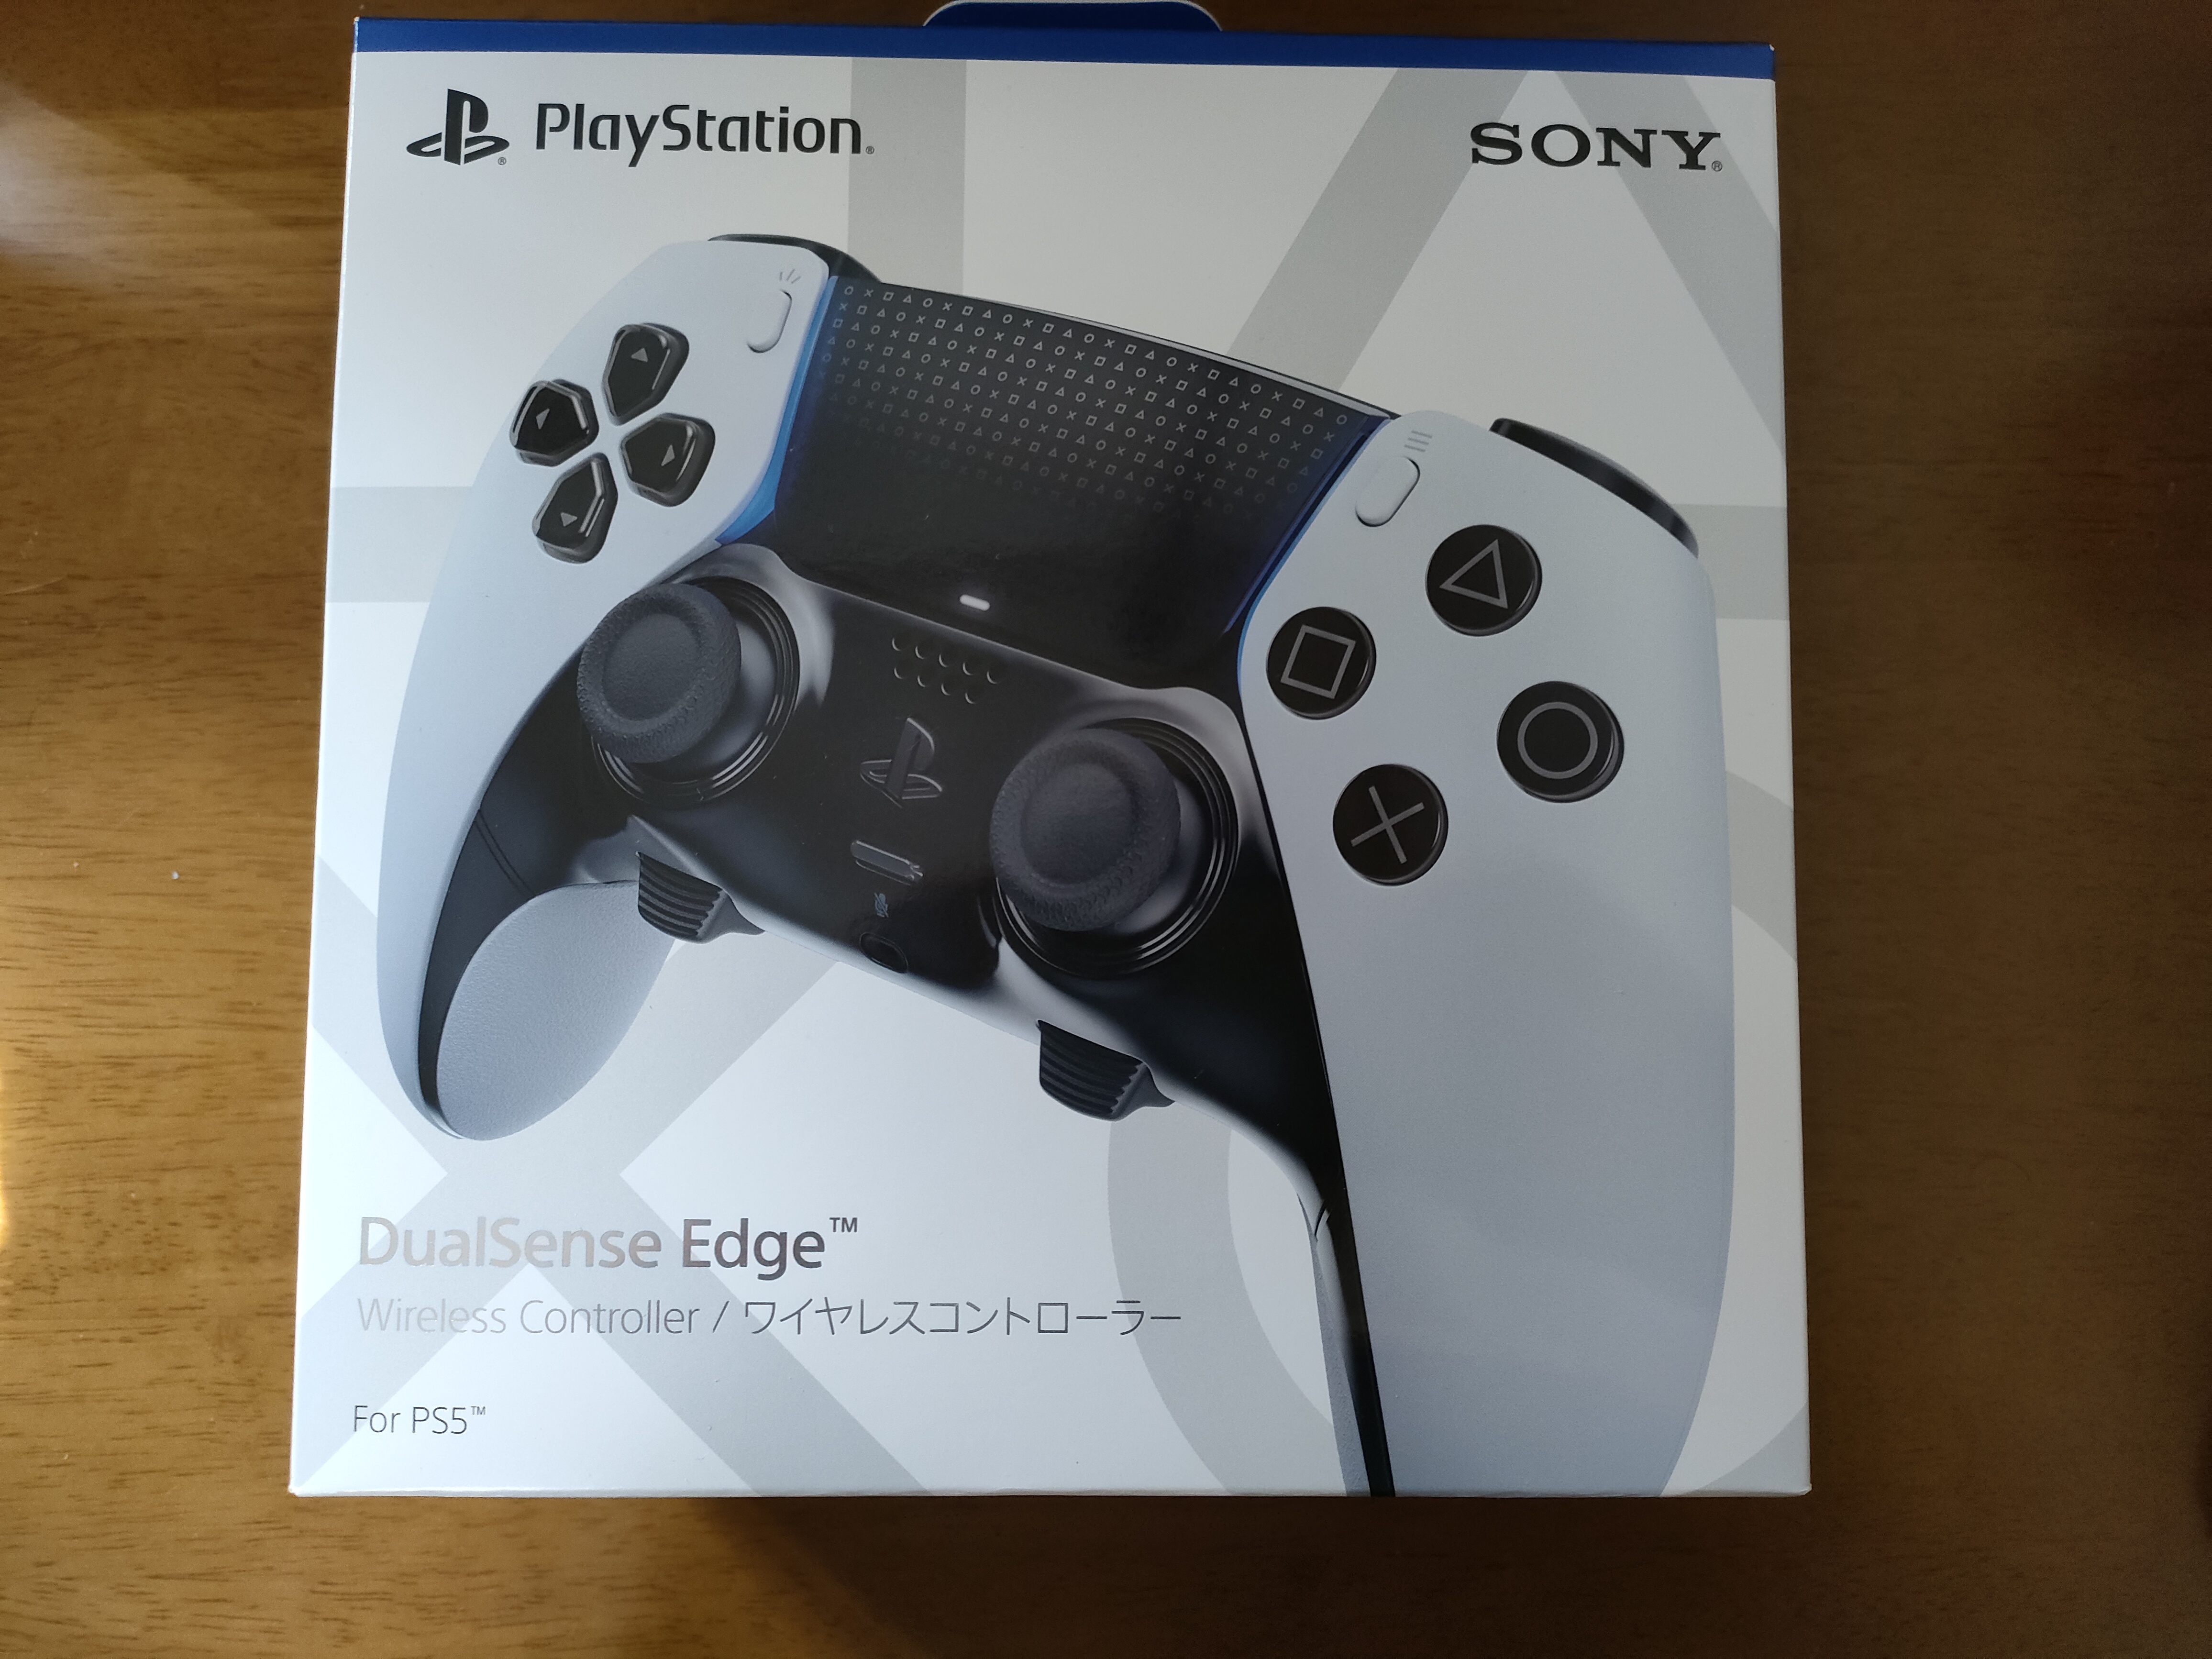 PlayStation®
SONY®
DualSense Edge™
Wireless Controller / ワイヤレスコントローラー
For PS5™